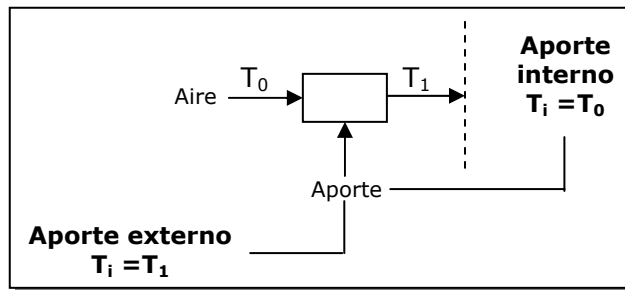 Aporte
interno
Tᵢ =T₀
Aire
T₀
T₁
Aporte
Aporte externo
Tᵢ =T₁